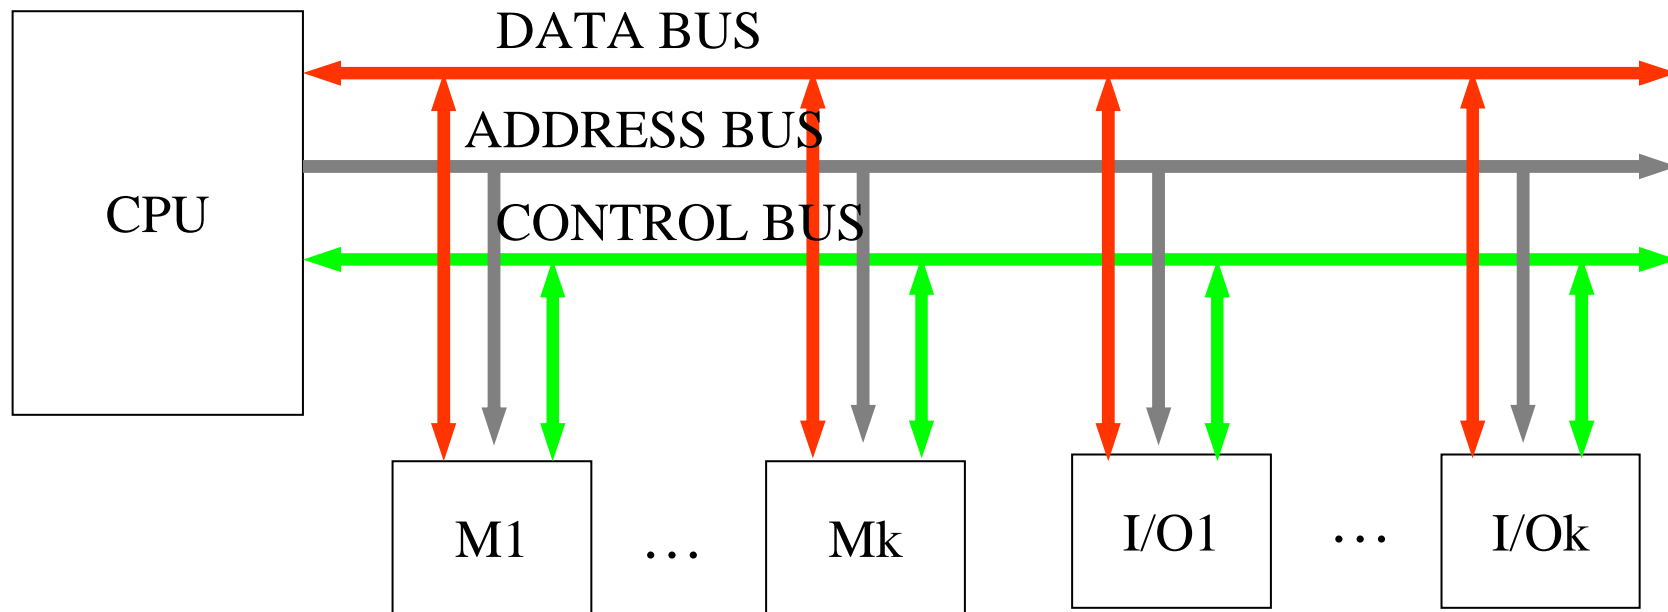 DATA BUS
ADDRESS BUS
CPU
CONTROL BUS
M1
...
Mk
I/O1
...
I/Ok